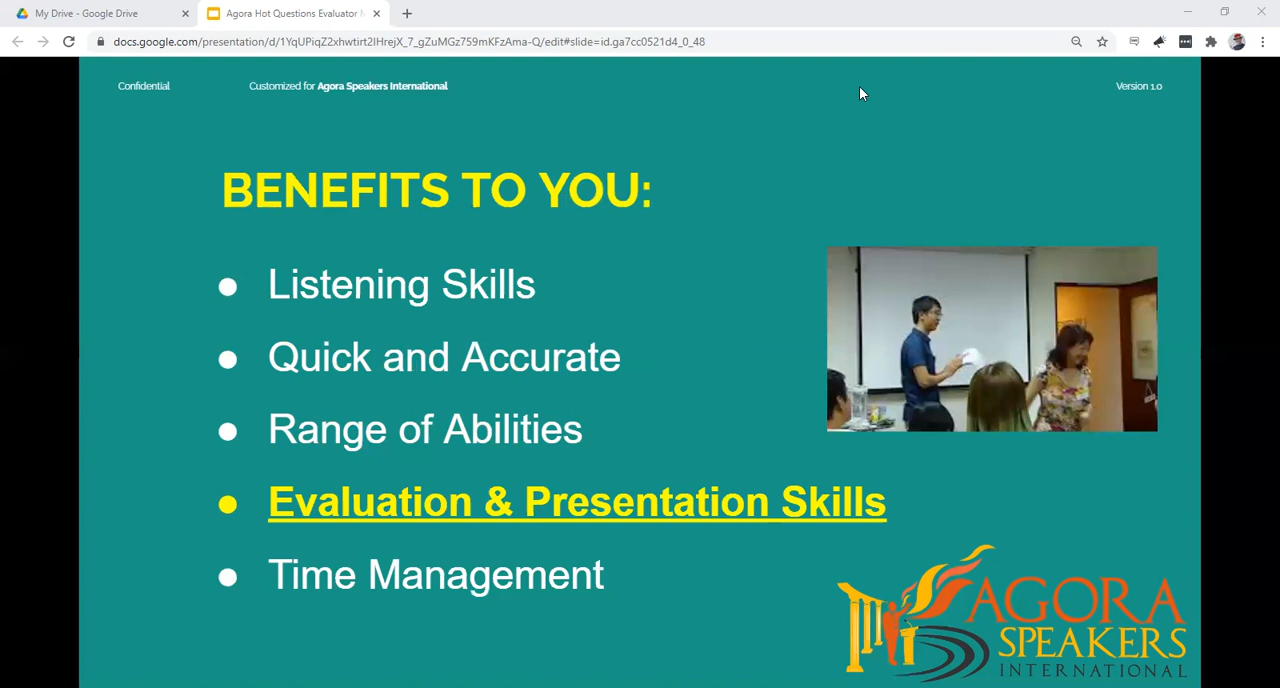 My Drive - Google Drive
Agora Hot Questions Evaluator
docs.google.com/presentation/d/1YqUPiqZ2xhwtirt2IHrejX_7_gZuMGz759mKFzAma-Q/edit#slide=id.ga7cc0521d4_0_48
Confidential
Customized for Agora Speakers International
Version 1.0
BENEFITS TO YOU:
● Listening Skills
● Quick and Accurate
● Range of Abilities
● Evaluation & Presentation Skills
● Time Management
AGORA
SPEAKERS
INTERNATIONAL